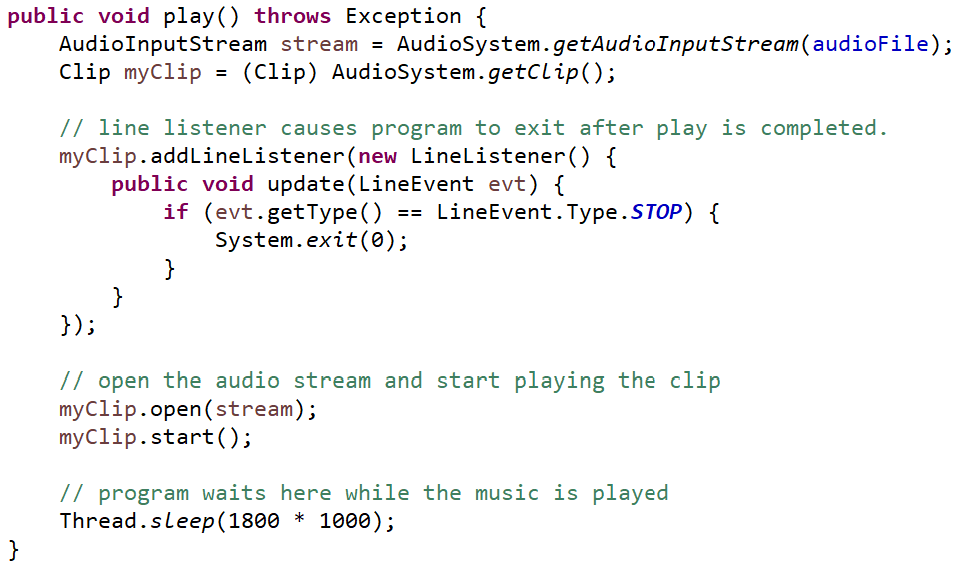 public void play() throws Exception {
    AudioInputStream stream = AudioSystem.getAudioInputStream(audioFile);
    Clip myClip = (Clip) AudioSystem.getClip();

    // line listener causes program to exit after play is completed.
    myClip.addLineListener(new LineListener() {
        public void update(LineEvent evt) {
            if (evt.getType() == LineEvent.Type.STOP) {
                System.exit(0);
            }
        }
    });

    // open the audio stream and start playing the clip
    myClip.open(stream);
    myClip.start();

    // program waits here while the music is played
    Thread.sleep(1800 * 1000);
}